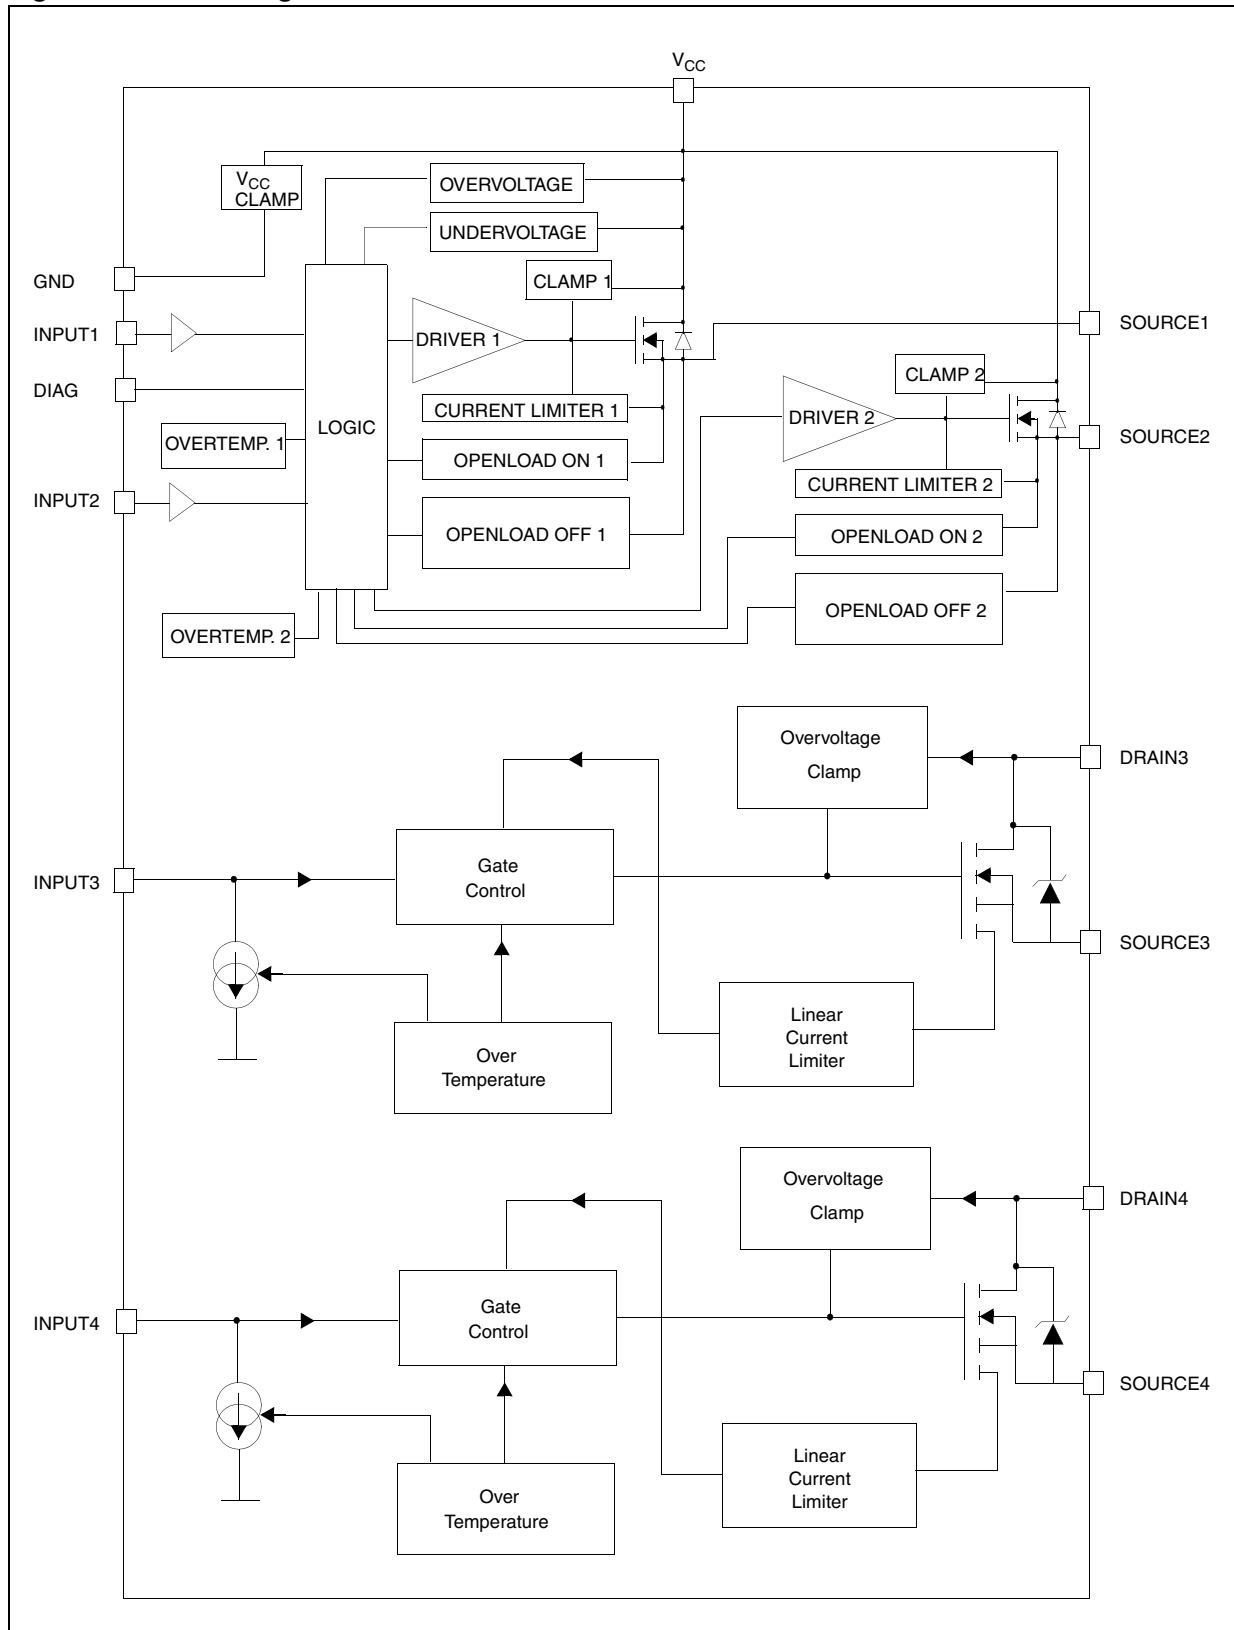 VCC
VCC
CLAMP
OVERVOLTAGE
UNDERVOLTAGE
GND
CLAMP 1
INPUT1
DRIVER 1
SOURCE1
DIAG
CLAMP 2
CURRENT LIMITER 1
LOGIC
DRIVER 2
OVERTEMP. 1
SOURCE2
OPENLOAD ON 1
CURRENT LIMITER 2
INPUT2
OPENLOAD OFF 1
OPENLOAD ON 2
OPENLOAD OFF 2
OVERTEMP. 2
Overvoltage
Clamp
DRAIN3
Gate
Control
INPUT3
SOURCE3
Linear
Current
Limiter
Over
Temperature
Overvoltage
Clamp
DRAIN4
Gate
Control
INPUT4
SOURCE4
Linear
Current
Limiter
Over
Temperature